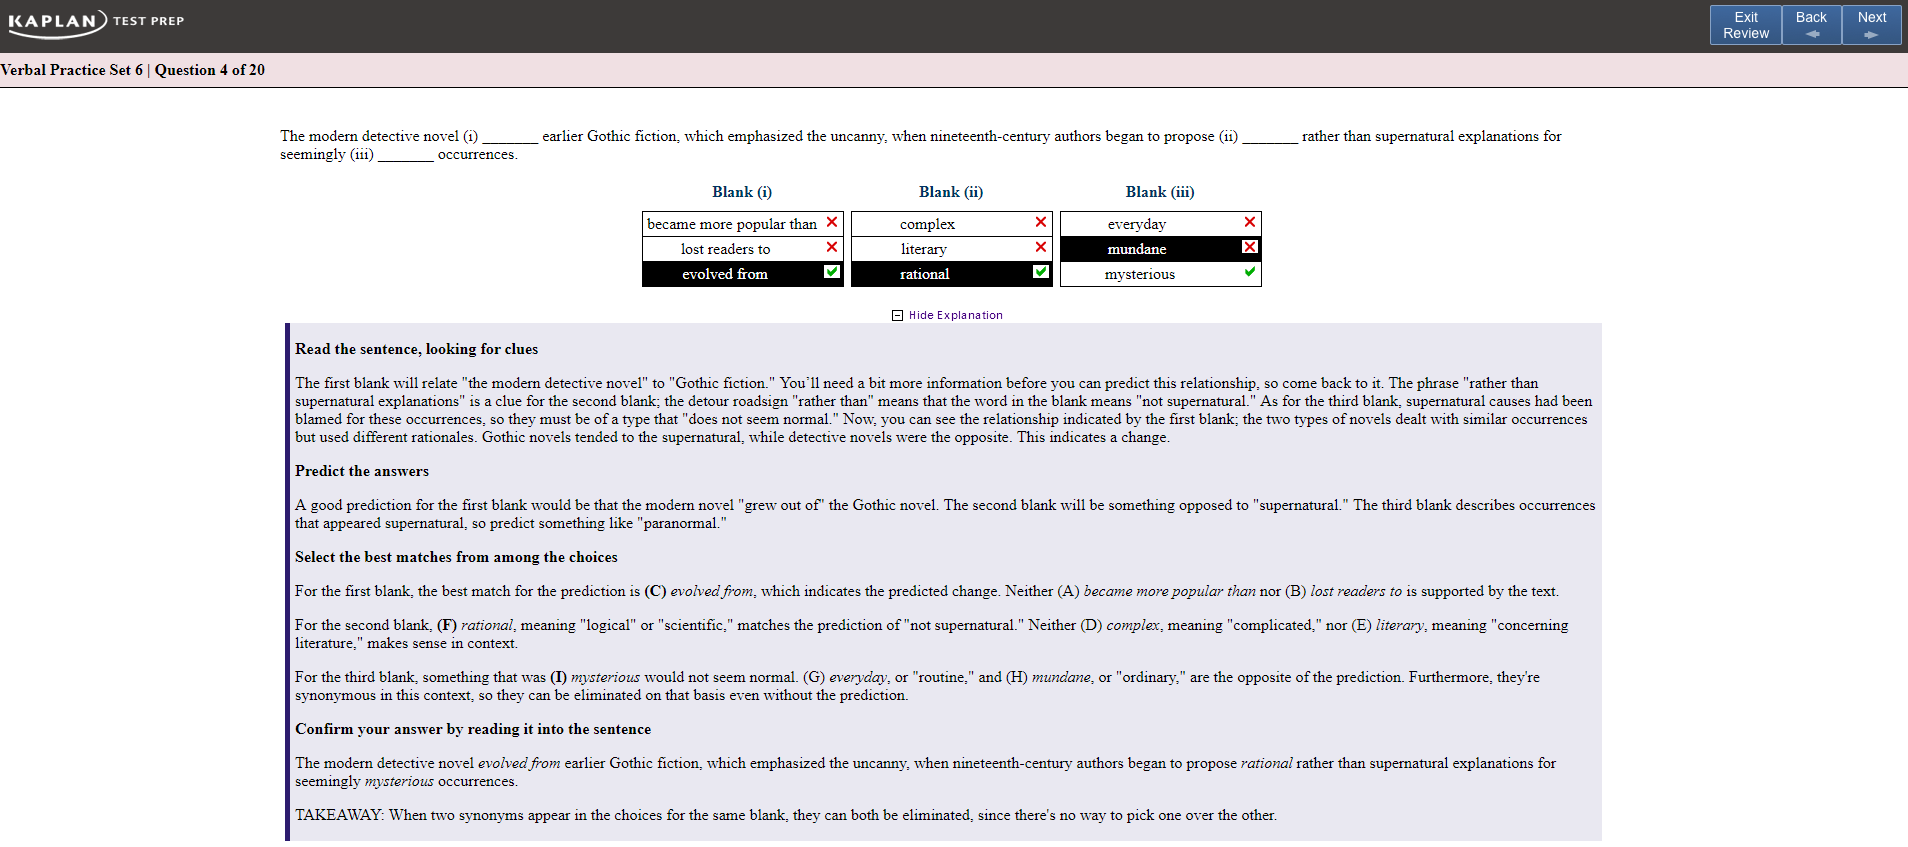 KAPLAN TEST PREP
Exit Review
Back
Next
Verbal Practice Set 6 | Question 4 of 20
The modern detective novel (i) _______ earlier Gothic fiction, which emphasized the uncanny, when nineteenth-century authors began to propose (ii) _______ rather than supernatural explanations for
seemingly (iii) _______ occurrences.
Blank (i) Blank (ii) Blank (iii)
became more popular than complex everyday
lost readers to literary mundane
evolved from rational mysterious
Hide Explanation
Read the sentence, looking for clues
The first blank will relate "the modern detective novel" to "Gothic fiction." You’ll need a bit more information before you can predict this relationship, so come back to it. The phrase "rather than
supernatural explanations" is a clue for the second blank; the detour roadsign "rather than" means that the word in the blank means "not supernatural." As for the third blank, supernatural causes had been
blamed for these occurrences, so they must be of a type that "does not seem normal." Now, you can see the relationship indicated by the first blank; the two types of novels dealt with similar occurrences
but used different rationales. Gothic novels tended to the supernatural, while detective novels were the opposite. This indicates a change.
Predict the answers
A good prediction for the first blank would be that the modern novel "grew out of" the Gothic novel. The second blank will be something opposed to "supernatural." The third blank describes occurrences
that appeared supernatural, so predict something like "paranormal."
Select the best matches from among the choices
For the first blank, the best match for the prediction is (C) evolved from, which indicates the predicted change. Neither (A) became more popular than nor (B) lost readers to is supported by the text.
For the second blank, (F) rational, meaning "logical" or "scientific," matches the prediction of "not supernatural." Neither (D) complex, meaning "complicated," nor (E) literary, meaning "concerning
literature," makes sense in context.
For the third blank, something that was (I) mysterious would not seem normal. (G) everyday, or "routine," and (H) mundane, or "ordinary," are the opposite of the prediction. Furthermore, they're
synonymous in this context, so they can be eliminated on that basis even without the prediction.
Confirm your answer by reading it into the sentence
The modern detective novel evolved from earlier Gothic fiction, which emphasized the uncanny, when nineteenth-century authors began to propose rational rather than supernatural explanations for
seemingly mysterious occurrences.
TAKEAWAY: When two synonyms appear in the choices for the same blank, they can both be eliminated, since there's no way to pick one over the other.